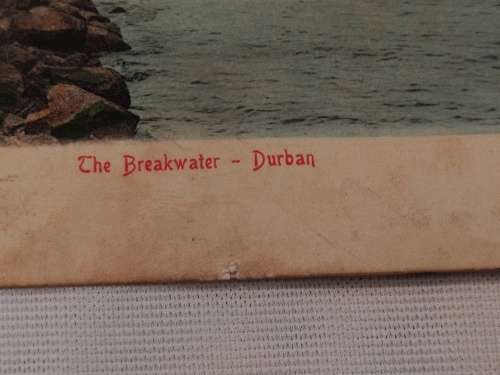 The Breakwater - Durban